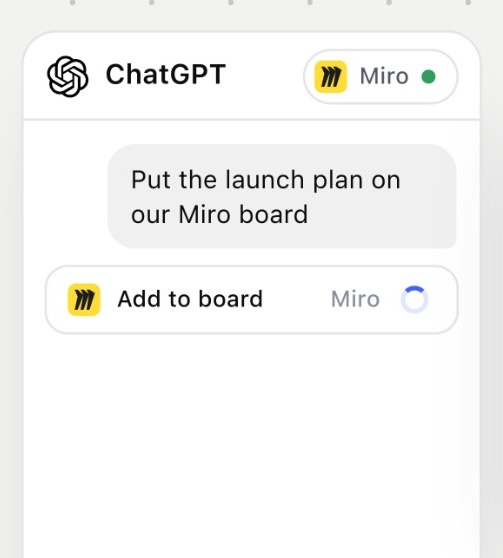 ChatGPT
Miro
Put the launch plan on
our Miro board
Add to board
Miro